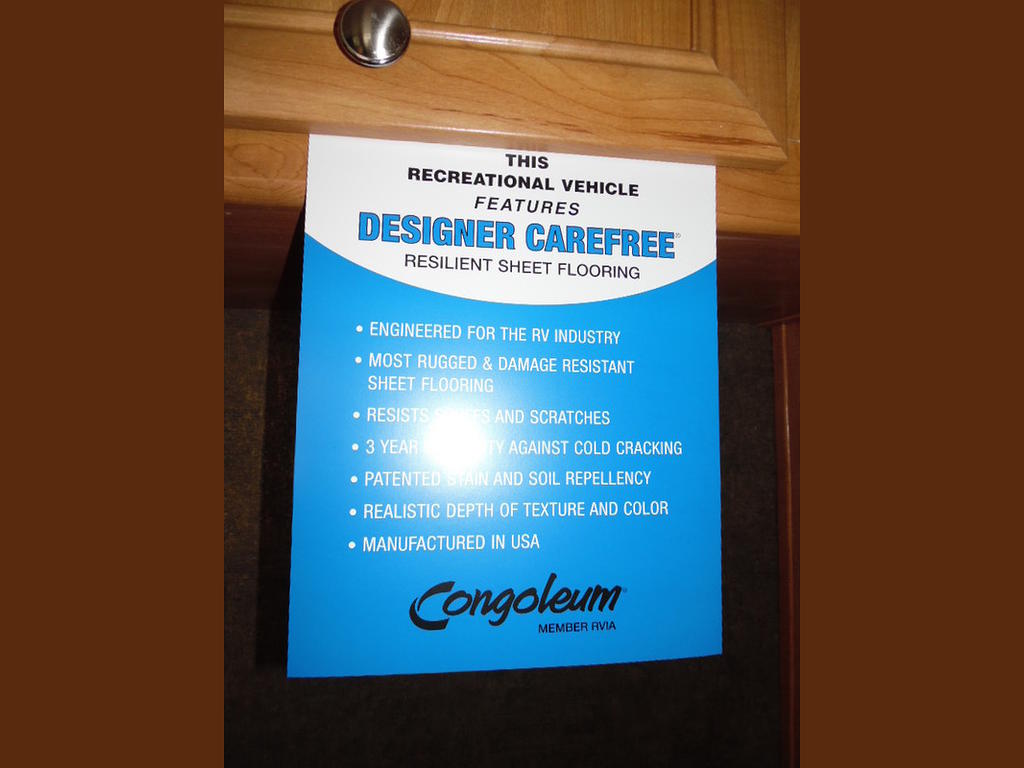 THIS
RECREATIONAL VEHICLE
FEATURES
DESIGNER CAREFREE®
RESILIENT SHEET FLOORING
• ENGINEERED FOR THE RV INDUSTRY
• MOST RUGGED & DAMAGE RESISTANT
SHEET FLOORING
• RESISTS SCUFFS AND SCRATCHES
• 3 YEAR WARRANTY AGAINST COLD CRACKING
• PATENTED STAIN AND SOIL REPELLENCY
• REALISTIC DEPTH OF TEXTURE AND COLOR
• MANUFACTURED IN USA
Congoleum®
MEMBER RVIA